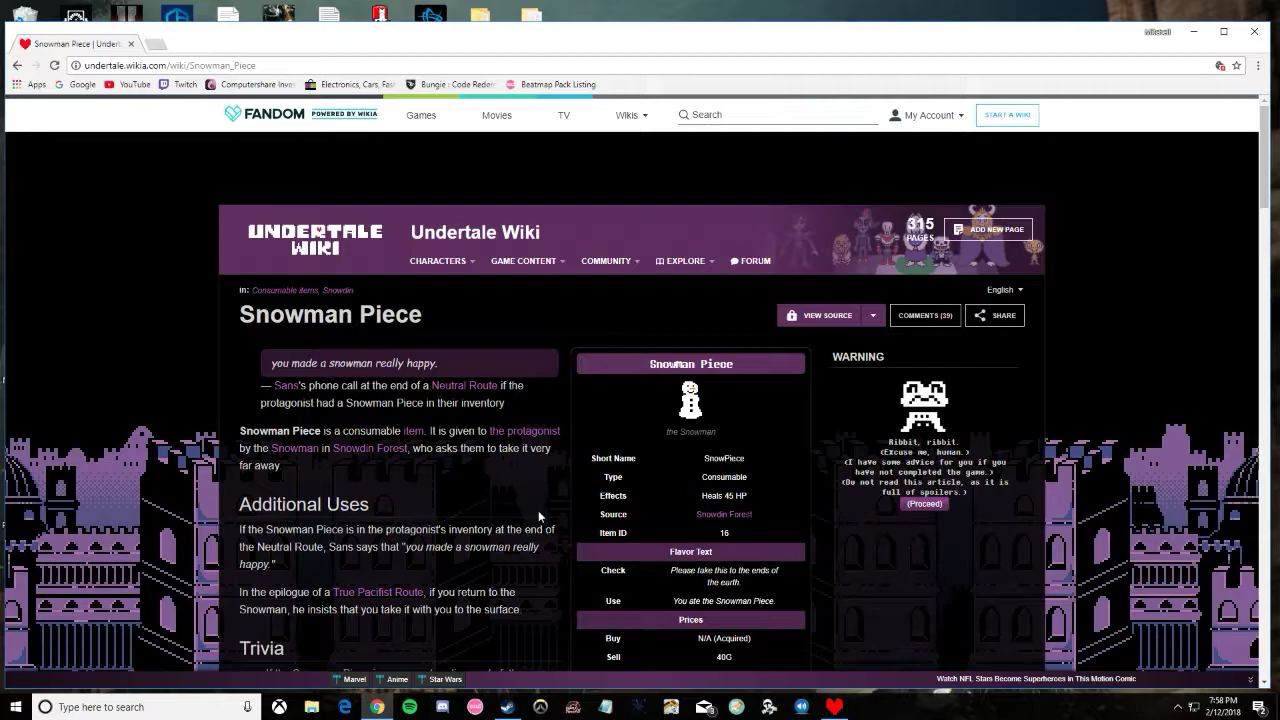 Mitchell
Snowman Piece | Undert
undertale.wikia.com/wiki/Snowman_Piece
Apps Google YouTube Twitch Computershare Inves Electronics, Cars, Fas Bungie : Code Redem Beatmap Pack Listing
FANDOM POWERED BY WIKIA Games Movies TV Wikis Search My Account START A WIKI
UNDERTALE
WIKI
Undertale Wiki
315
PAGES
ADD NEW PAGE
CHARACTERS GAME CONTENT COMMUNITY EXPLORE FORUM
in: Consumable items, Snowdin
English
Snowman Piece
VIEW SOURCE COMMENTS (39) SHARE
you made a snowman really happy.
— Sans's phone call at the end of a Neutral Route if the
protagonist had a Snowman Piece in their inventory
Snowman Piece is a consumable item. It is given to the protagonist
by the Snowman in Snowdin Forest, who asks them to take it very
far away.
Additional Uses
If the Snowman Piece is in the protagonist's inventory at the end of
the Neutral Route, Sans says that "you made a snowman really
happy."
In the epilogue of a True Pacifist Route, if you return to the
Snowman, he insists that you take it with you to the surface.
Trivia
Snowman Piece
the Snowman
Short Name SnowPiece
Type Consumable
Effects Heals 45 HP
Source Snowdin Forest
Item ID 16
Flavor Text
Check Please take this to the ends of
the earth.
Use You ate the Snowman Piece.
Prices
Buy N/A (Acquired)
Sell 40G
WARNING
Ribbit, ribbit.
(Excuse me, human.)
(I have some advice for you if you
have not completed the game.)
(Do not read this article, as it is
full of spoilers.)
(Proceed)
Marvel Anime Star Wars
Watch NFL Stars Become Superheroes in This Motion Comic
Type here to search
7:58 PM
2/12/2018